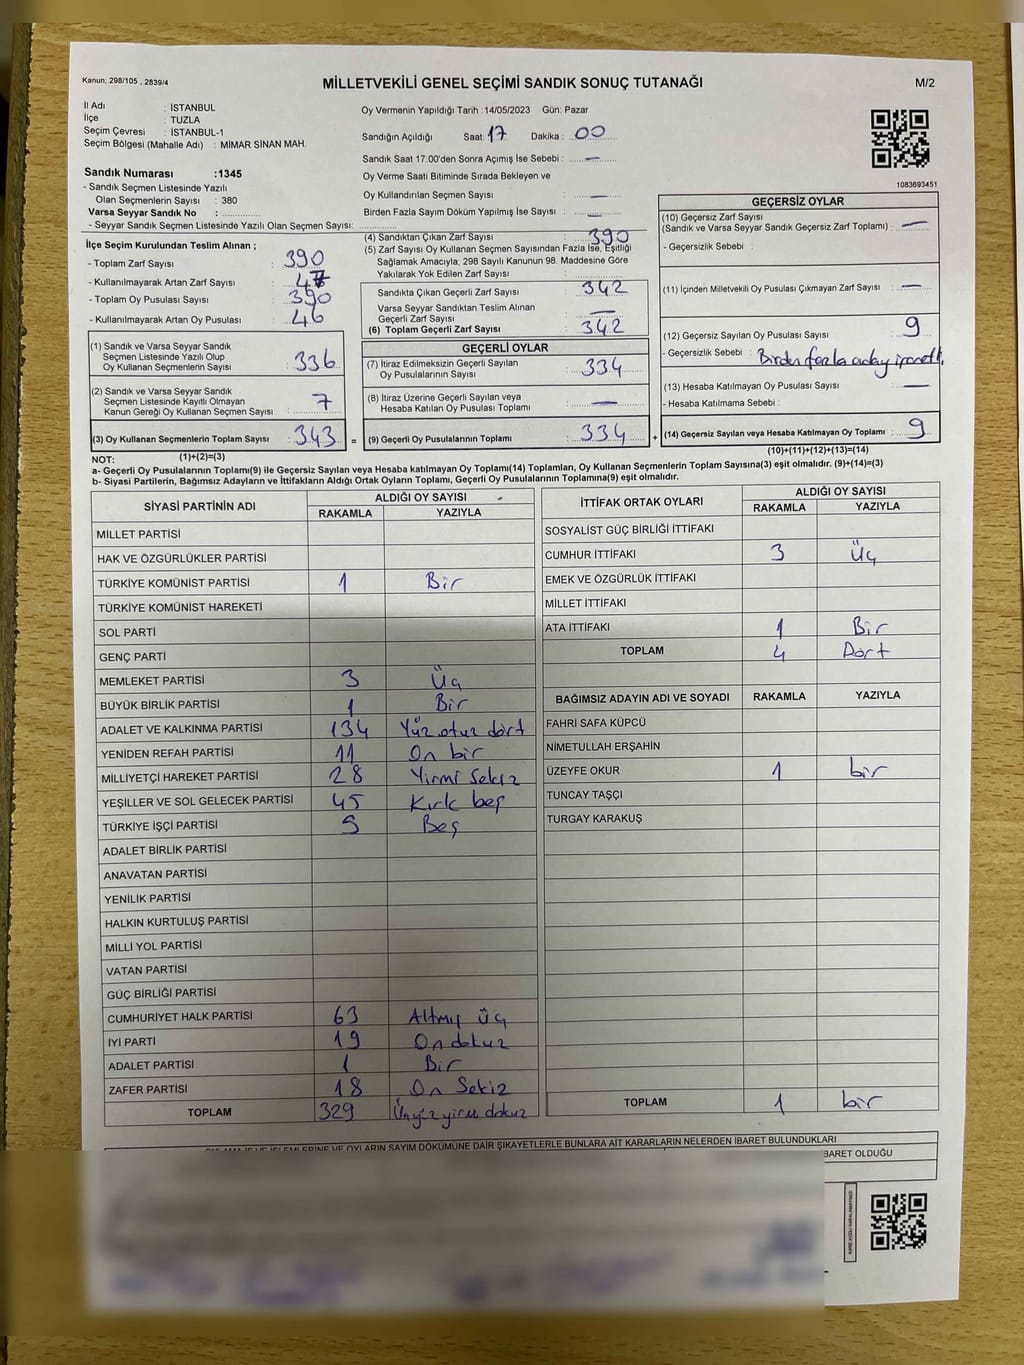 Kanun: 298/105 , 2839/4
MİLLETVEKİLİ GENEL SEÇİMİ SANDIK SONUÇ TUTANAĞI
M/2
İl Adı : İSTANBUL
İlçe : TUZLA
Seçim Çevresi : İSTANBUL-1
Seçim Bölgesi (Mahalle Adı) : MİMAR SİNAN MAH.
Sandık Numarası :1345
- Sandık Seçmen Listesinde Yazılı
Olan Seçmenlerin Sayısı : 380
Varsa Seyyar Sandık No :
- Seyyar Sandık Seçmen Listesinde Yazılı Olan Seçmen Sayısı:
Oy Vermenin Yapıldığı Tarih :14/05/2023 Gün: Pazar
Sandığın Açıldığı Saat: 17 Dakika : 00
Sandık Saat 17:00'den Sonra Açımış İse Sebebi : —
Oy Verme Saati Bitiminde Sırada Bekleyen ve
Oy Kullandırılan Seçmen Sayısı : —
Birden Fazla Sayım Döküm Yapılmış İse Sayısı : —
1083693451
İlçe Seçim Kurulundan Teslim Alınan ;
- Toplam Zarf Sayısı : 390
- Kullanılmayarak Artan Zarf Sayısı : 47
- Toplam Oy Pusulası Sayısı : 390
- Kullanılmayarak Artan Oy Pusulası : 46
(1) Sandık ve Varsa Seyyar Sandık
Seçmen Listesinde Yazılı Olup
Oy Kullanan Seçmenlerin Sayısı : 336
(2) Sandık ve Varsa Seyyar Sandık
Seçmen Listesinde Kayıtlı Olmayan
Kanun Gereği Oy Kullanan Seçmen Sayısı : 7
(3) Oy Kullanan Seçmenlerin Toplam Sayısı : 343 =
(4) Sandıktan Çıkan Zarf Sayısı : 390
(5) Zarf Sayısı Oy Kullanan Seçmen Sayısından Fazla İse, Eşitliği
Sağlamak Amacıyla; 298 Sayılı Kanunun 98. Maddesine Göre
Yakılarak Yok Edilen Zarf Sayısı :
Sandıkta Çıkan Geçerli Zarf Sayısı : 342
Varsa Seyyar Sandıktan Teslim Alınan
Geçerli Zarf Sayısı : —
(6) Toplam Geçerli Zarf Sayısı : 342
GEÇERLİ OYLAR
(7) İtiraz Edilmeksizin Geçerli Sayılan
Oy Pusulalarının Sayısı : 334
(8) İtiraz Üzerine Geçerli Sayılan veya
Hesaba Katılan Oy Pusulası Toplamı : —
(9) Geçerli Oy Pusulalarının Toplamı : 334 +
GEÇERSİZ OYLAR
(10) Geçersiz Zarf Sayısı
(Sandık ve Varsa Seyyar Sandık Geçersiz Zarf Toplamı) : —
- Geçersizlik Sebebi :
(11) İçinden Milletvekili Oy Pusulası Çıkmayan Zarf Sayısı : —
(12) Geçersiz Sayılan Oy Pusulası Sayısı : 9
- Geçersizlik Sebebi : Birden fazla aday işaretli.
(13) Hesaba Katılmayan Oy Pusulası Sayısı : —
- Hesaba Katılmama Sebebi :
(14) Geçersiz Sayılan veya Hesaba Katılmayan Oy Toplamı : 9
NOT: (1)+(2)=(3)
(10)+(11)+(12)+(13)=(14)
a- Geçerli Oy Pusulalarının Toplamı(9) ile Geçersiz Sayılan veya Hesaba katılmayan Oy Toplamı(14) Toplamları, Oy Kullanan Seçmenlerin Toplam Sayısına(3) eşit olmalıdır. (9)+(14)=(3)
b- Siyasi Partilerin, Bağımsız Adayların ve İttifakların Aldığı Ortak Oyların Toplamı, Geçerli Oy Pusulalarının Toplamına(9) eşit olmalıdır.
SİYASİ PARTİNİN ADI ALDIĞI OY SAYISI
RAKAMLA YAZIYLA
MİLLET PARTİSİ
HAK VE ÖZGÜRLÜKLER PARTİSİ
TÜRKİYE KOMÜNİST PARTİSİ 1 Bir
TÜRKİYE KOMÜNİST HAREKETİ
SOL PARTİ
GENÇ PARTİ
MEMLEKET PARTİSİ 3 Üç
BÜYÜK BİRLİK PARTİSİ 1 Bir
ADALET VE KALKINMA PARTİSİ 134 Yüz otuz dört
YENİDEN REFAH PARTİSİ 11 On bir
MİLLİYETÇİ HAREKET PARTİSİ 28 Yirmi Sekiz
YEŞİLLER VE SOL GELECEK PARTİSİ 45 Kırk beş
TÜRKİYE İŞÇİ PARTİSİ 5 Beş
ADALET BİRLİK PARTİSİ
ANAVATAN PARTİSİ
YENİLİK PARTİSİ
HALKIN KURTULUŞ PARTİSİ
MİLLİ YOL PARTİSİ
VATAN PARTİSİ
GÜÇ BİRLİĞİ PARTİSİ
CUMHURİYET HALK PARTİSİ 63 Altmış üç
İYİ PARTİ 19 On dokuz
ADALET PARTİSİ 1 Bir
ZAFER PARTİSİ 18 On Sekiz
TOPLAM 329 Üçyüz yirmi dokuz
İTTİFAK ORTAK OYLARI ALDIĞI OY SAYISI
RAKAMLA YAZIYLA
SOSYALİST GÜÇ BİRLİĞİ İTTİFAKI
CUMHUR İTTİFAKI 3 Üç
EMEK VE ÖZGÜRLÜK İTTİFAKI
MİLLET İTTİFAKI
ATA İTTİFAKI 1 Bir
TOPLAM 4 Dört
BAĞIMSIZ ADAYIN ADI VE SOYADI RAKAMLA YAZIYLA
FAHRİ SAFA KÜPCÜ
NİMETULLAH ERŞAHİN
ÜZEYFE OKUR 1 bir
TUNCAY TAŞÇI
TURGAY KARAKUŞ
TOPLAM 1 bir
OYLARIN SAYIM DÖKÜMÜNE DAİR ŞİKAYETLERLE BUNLARA AİT KARARLARIN NELERDEN İBARET BULUNDUKLARI
BARET OLDUĞU